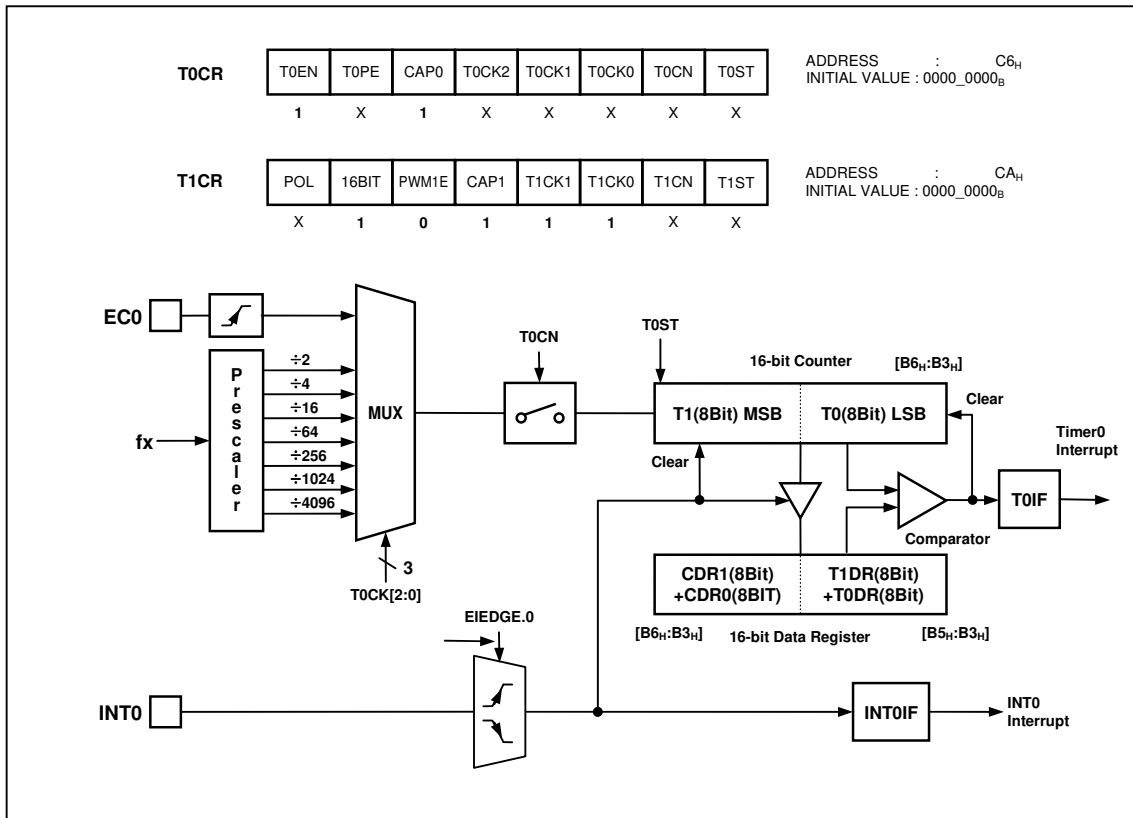 T0CR T0EN T0PE CAP0 T0CK2 T0CK1 T0CK0 T0CN T0ST
ADDRESS : C6H
INITIAL VALUE : 0000_0000B
1 X 1 X X X X X
T1CR POL 16BIT PWM1E CAP1 T1CK1 T1CK0 T1CN T1ST
ADDRESS : CAH
INITIAL VALUE : 0000_0000B
X 1 0 1 1 1 X X
EC0
fx
Prescaler
÷2
÷4
÷16
÷64
÷256
÷1024
÷4096
MUX
3
T0CK[2:0]
T0CN
T0ST
16-bit Counter
[B6H:B3H]
T1(8Bit) MSB
T0(8Bit) LSB
Clear
Clear
Comparator
T0IF
Timer0
Interrupt
CDR1(8Bit)
+CDR0(8BIT)
T1DR(8Bit)
+T0DR(8Bit)
[B6H:B3H]
16-bit Data Register
[B5H:B3H]
EIEDGE.0
INT0
INT0IF
INT0
Interrupt